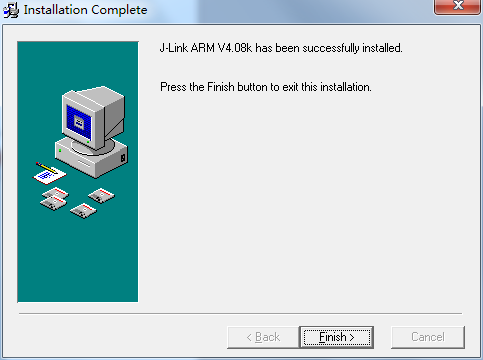 Installation Complete
J-Link ARM V4.08k has been successfully installed.
Press the Finish button to exit this installation.
< Back
Finish >
Cancel